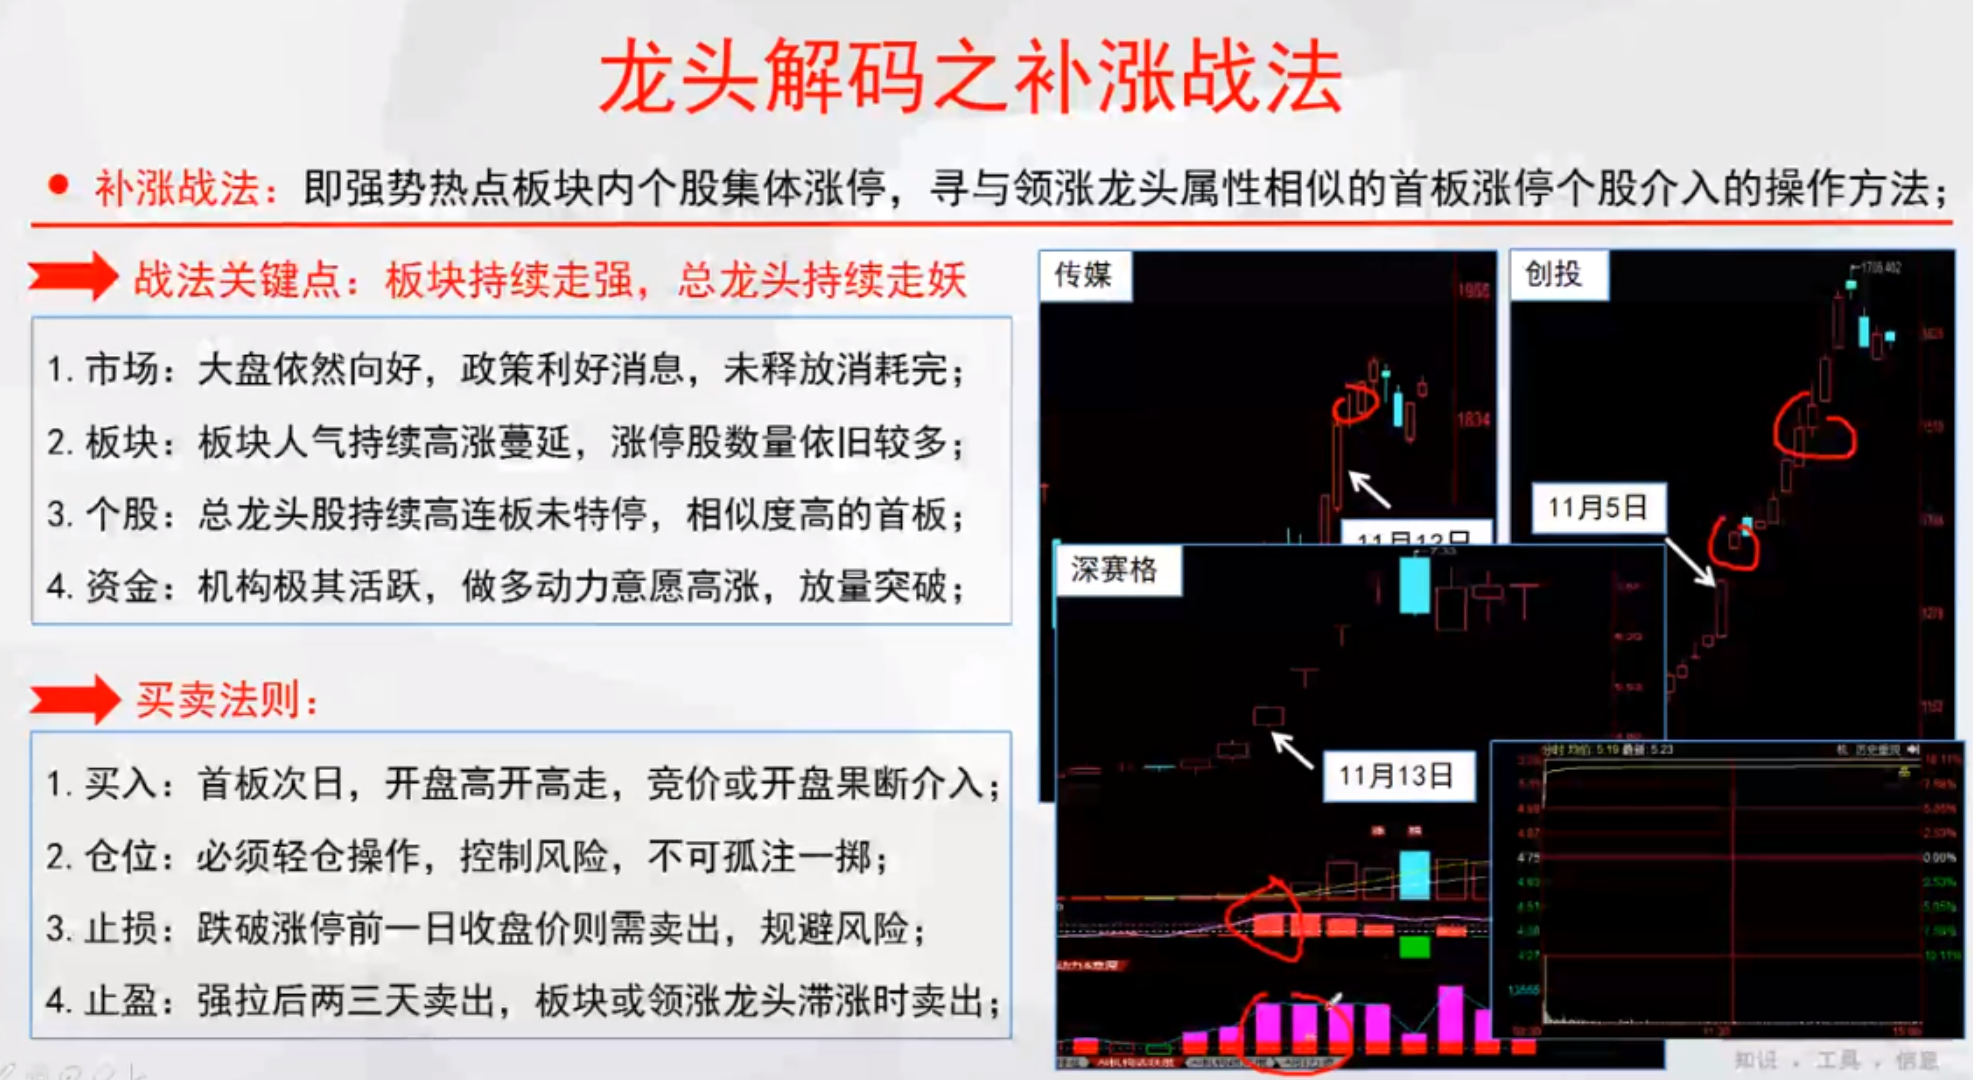 龙头解码之补涨战法
● 补涨战法：即强势热点板块内个股集体涨停，寻与领涨龙头属性相似的首板涨停个股介入的操作方法；
战法关键点：板块持续走强，总龙头持续走妖
1. 市场：大盘依然向好，政策利好消息，未释放消耗完；
2. 板块：板块人气持续高涨蔓延，涨停股数量依旧较多；
3. 个股：总龙头股持续高连板未特停，相似度高的首板；
4. 资金：机构极其活跃，做多动力意愿高涨，放量突破；
买卖法则：
1. 买入：首板次日，开盘高开高走，竞价或开盘果断介入；
2. 仓位：必须轻仓操作，控制风险，不可孤注一掷；
3. 止损：跌破涨停前一日收盘价则需卖出，规避风险；
4. 止盈：强拉后两三天卖出，板块或领涨龙头滞涨时卖出；
传媒
1834
创投
11月5日
深赛格
11月13日
分时 均价: 5.19 最新: 5.23
知识 . 工具 . 信息